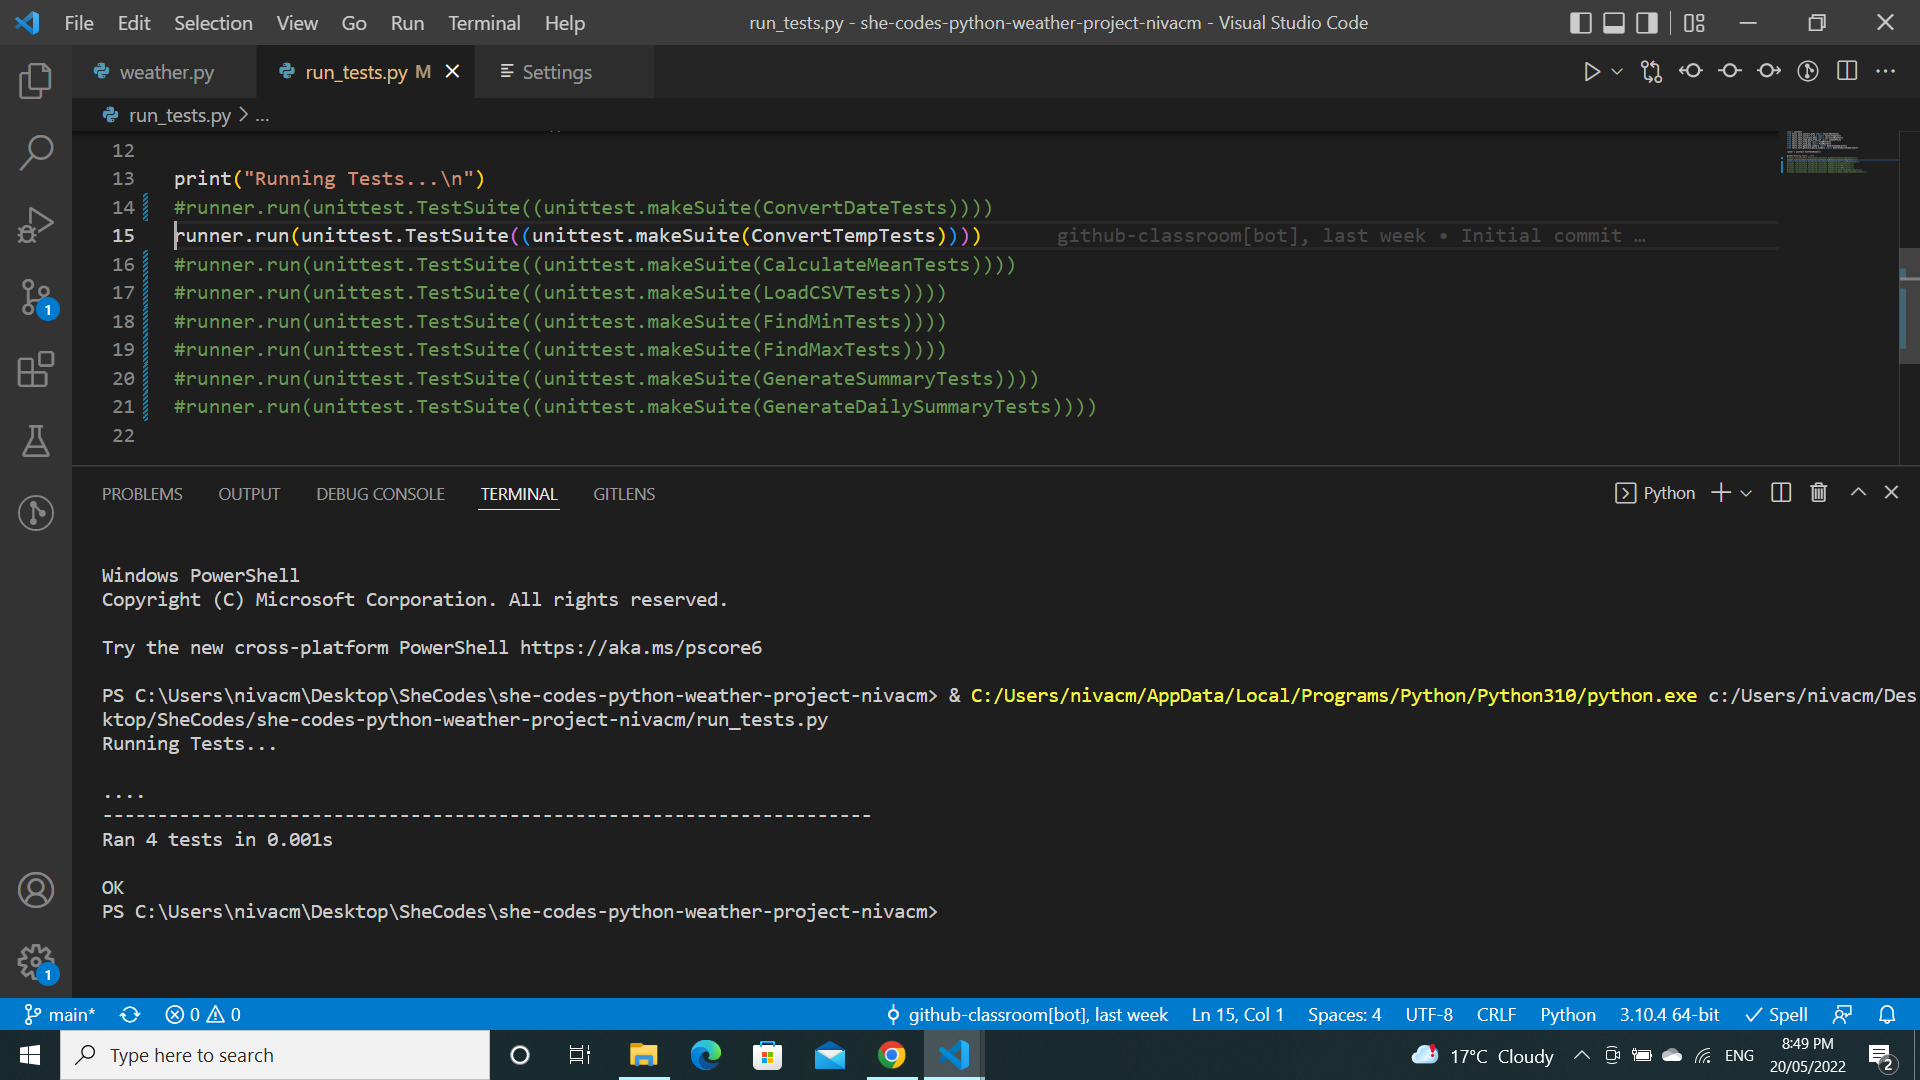 File Edit Selection View Go Run Terminal Help
run_tests.py - she-codes-python-weather-project-nivacm - Visual Studio Code
weather.py
run_tests.py M
Settings
run_tests.py > ...
12
13 print("Running Tests...\n")
14 #runner.run(unittest.TestSuite((unittest.makeSuite(ConvertDateTests))))
15 runner.run(unittest.TestSuite((unittest.makeSuite(ConvertTempTests)))) github-classroom[bot], last week • Initial commit …
16 #runner.run(unittest.TestSuite((unittest.makeSuite(CalculateMeanTests))))
17 #runner.run(unittest.TestSuite((unittest.makeSuite(LoadCSVTests))))
18 #runner.run(unittest.TestSuite((unittest.makeSuite(FindMinTests))))
19 #runner.run(unittest.TestSuite((unittest.makeSuite(FindMaxTests))))
20 #runner.run(unittest.TestSuite((unittest.makeSuite(GenerateSummaryTests))))
21 #runner.run(unittest.TestSuite((unittest.makeSuite(GenerateDailySummaryTests))))
22
1
PROBLEMS OUTPUT DEBUG CONSOLE TERMINAL GITLENS
Python
Windows PowerShell
Copyright (C) Microsoft Corporation. All rights reserved.
Try the new cross-platform PowerShell https://aka.ms/pscore6
PS C:\Users\nivacm\Desktop\SheCodes\she-codes-python-weather-project-nivacm> & C:/Users/nivacm/AppData/Local/Programs/Python/Python310/python.exe c:/Users/nivacm/Des
ktop/SheCodes/she-codes-python-weather-project-nivacm/run_tests.py
Running Tests...
....
----------------------------------------------------------------------
Ran 4 tests in 0.001s
OK
PS C:\Users\nivacm\Desktop\SheCodes\she-codes-python-weather-project-nivacm>
1
main* 0 0 github-classroom[bot], last week Ln 15, Col 1 Spaces: 4 UTF-8 CRLF Python 3.10.4 64-bit Spell
Type here to search
17°C Cloudy
ENG
8:49 PM
20/05/2022
2